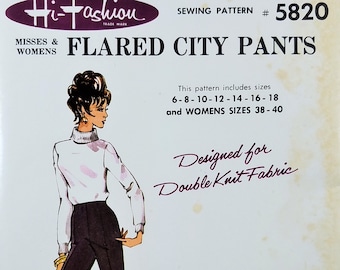 Hi-Fashion
TRADE MARK
SEWING PATTERN # 5820
MISSES &
WOMENS
FLARED CITY PANTS
This pattern includes sizes
6-8-10-12-14-16-18
and WOMENS SIZES 38-40
Designed for
Double Knit Fabric